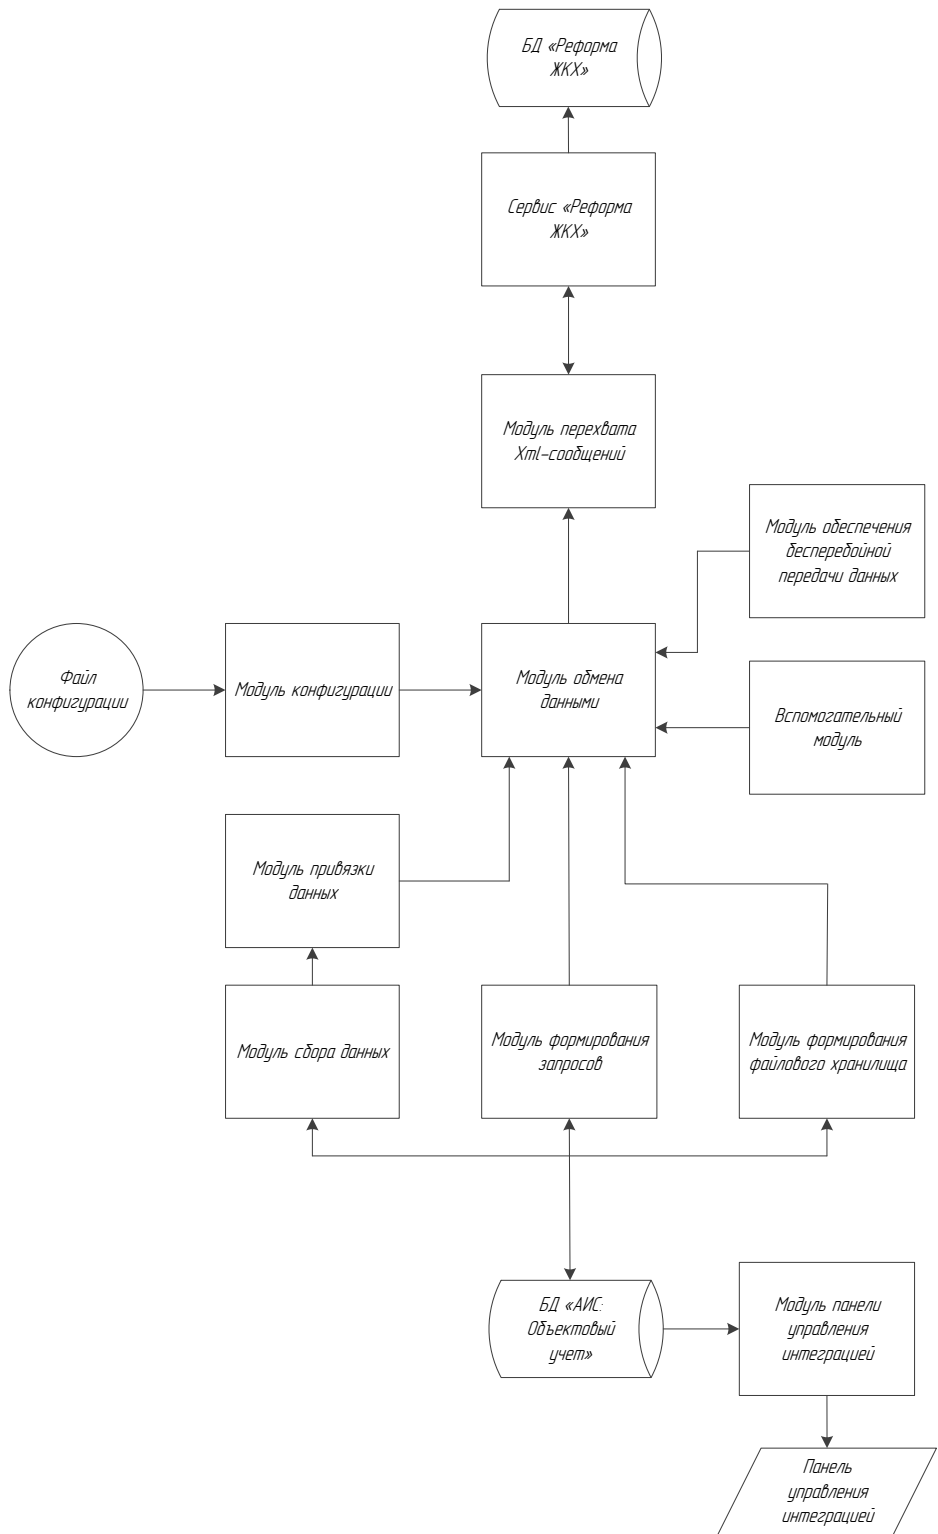 БД «Реформа
ЖКХ»
Сервис «Реформа
ЖКХ»
Модуль перехвата
Xml-сообщений
Модуль обеспечения
бесперебойной
передачи данных
Файл
конфигурации
Модуль конфигурации
Модуль обмена
данными
Вспомогательный
модуль
Модуль привязки
данных
Модуль сбора данных
Модуль формирования
запросов
Модуль формирования
файлового хранилища
БД «АИС:
Объектовый
учет»
Модуль панели
управления
интеграцией
Панель
управления
интеграцией